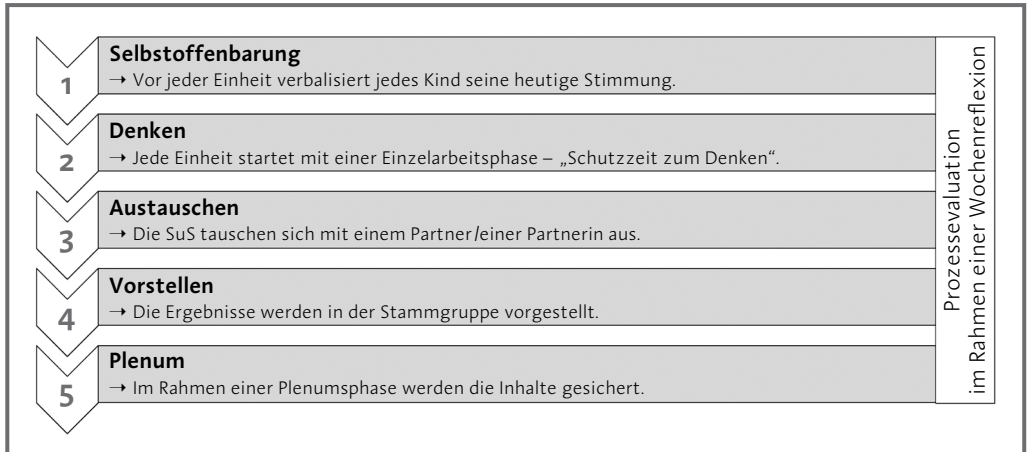 1
Selbstoffenbarung
→ Vor jeder Einheit verbalisiert jedes Kind seine heutige Stimmung.
2
Denken
→ Jede Einheit startet mit einer Einzelarbeitsphase – „Schutzzeit zum Denken“.
3
Austauschen
→ Die SuS tauschen sich mit einem Partner/einer Partnerin aus.
4
Vorstellen
→ Die Ergebnisse werden in der Stammgruppe vorgestellt.
5
Plenum
→ Im Rahmen einer Plenumsphase werden die Inhalte gesichert.
Prozessevaluation
im Rahmen einer Wochenreflexion